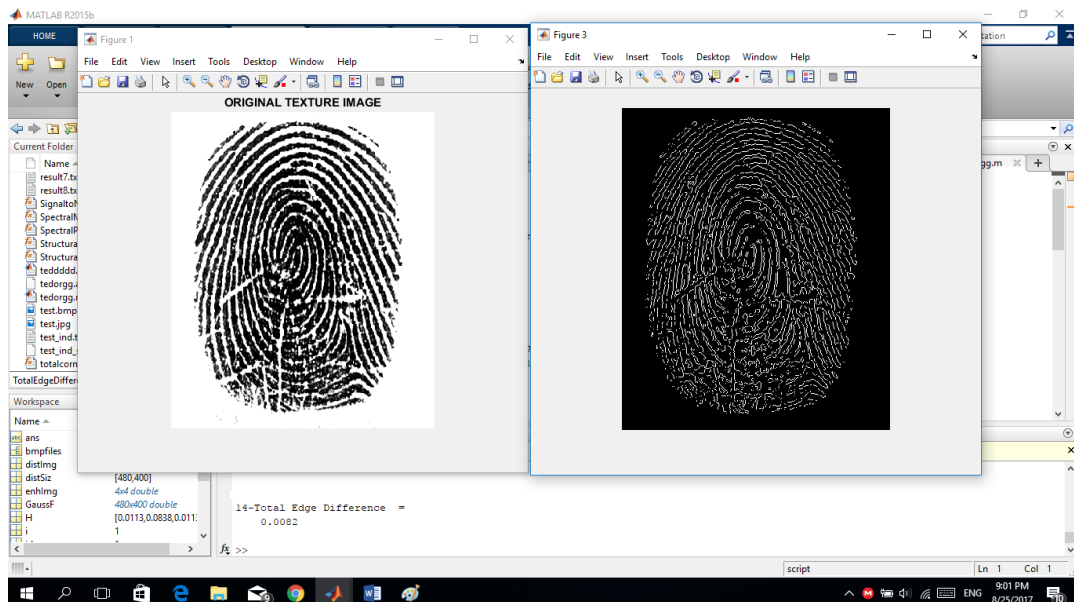 MATLAB R2015b
HOME
New Open
Current Folder
Name
result7.tx
result8.tx
SignaltoN
SpectralM
SpectralP
Structura
Structura
teddddd.
tedorgg.a
tedorgg.r
test.bmp
test.jpg
test_ind.t
test_ind_s
totalcorn
TotalEdgeDiffer
Workspace
Name
ans
bmpfiles
distImg
distSiz [480,400]
enhImg 4x4 double
GaussF 480x400 double
H [0.0113,0.0838,0.011:
i 1
Figure 1
File Edit View Insert Tools Desktop Window Help
ORIGINAL TEXTURE IMAGE
Figure 3
File Edit View Insert Tools Desktop Window Help
tation
gg.m
14-Total Edge Difference =
0.0082
fx >>
script Ln 1 Col 1
ENG 9:01 PM
8/25/2017